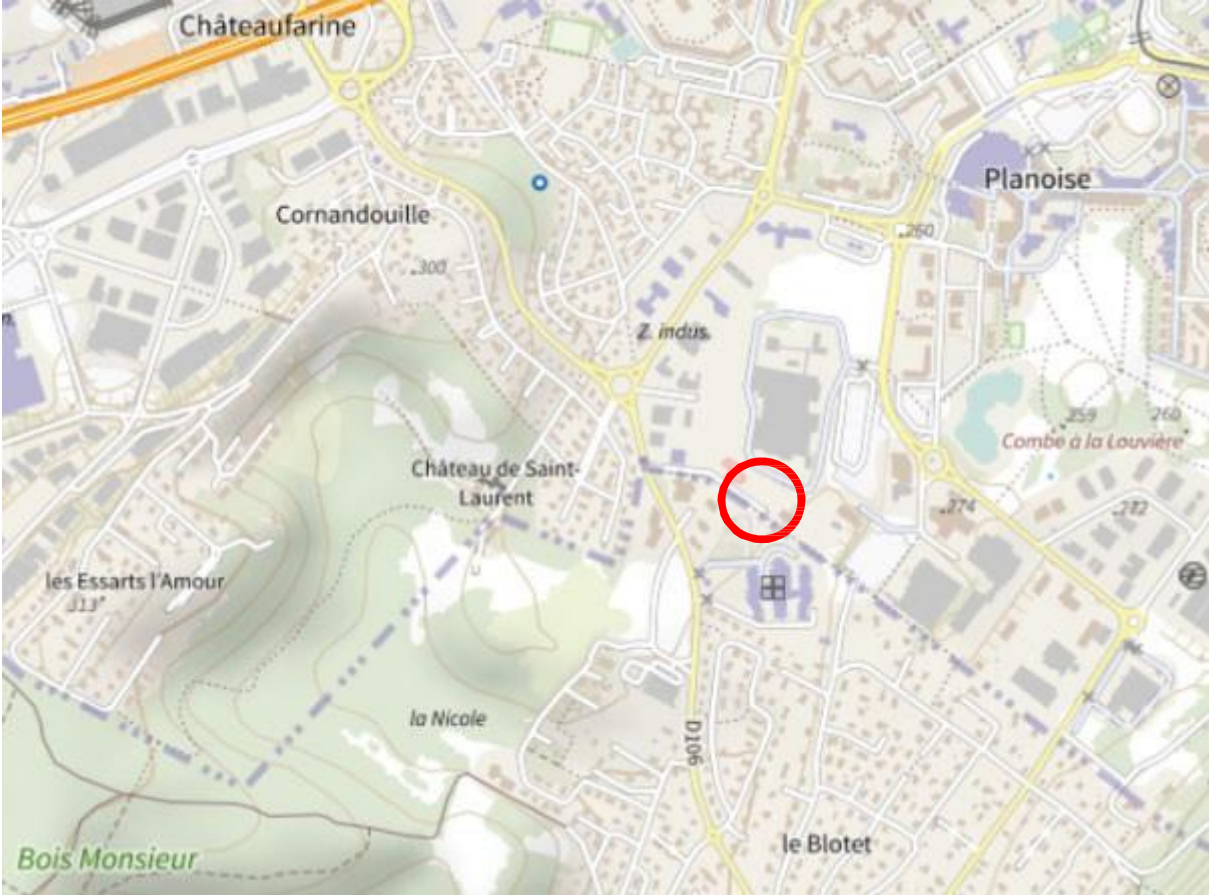 Châteaufarine
Planoise
Cornandouille
260
300
Z. indus.
259
260
Combe à la Louvière
Château de Saint-
Laurent
274
272
les Essarts l'Amour
313
la Nicole
D106
le Blotet
Bois Monsieur